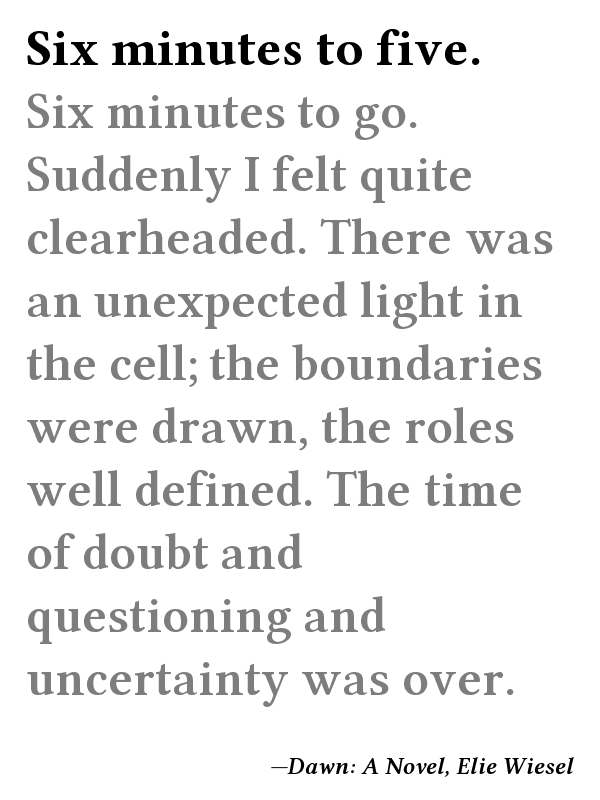 Six minutes to five.
Six minutes to go.
Suddenly I felt quite
clearheaded. There was
an unexpected light in
the cell; the boundaries
were drawn, the roles
well defined. The time
of doubt and
questioning and
uncertainty was over.
—Dawn: A Novel, Elie Wiesel